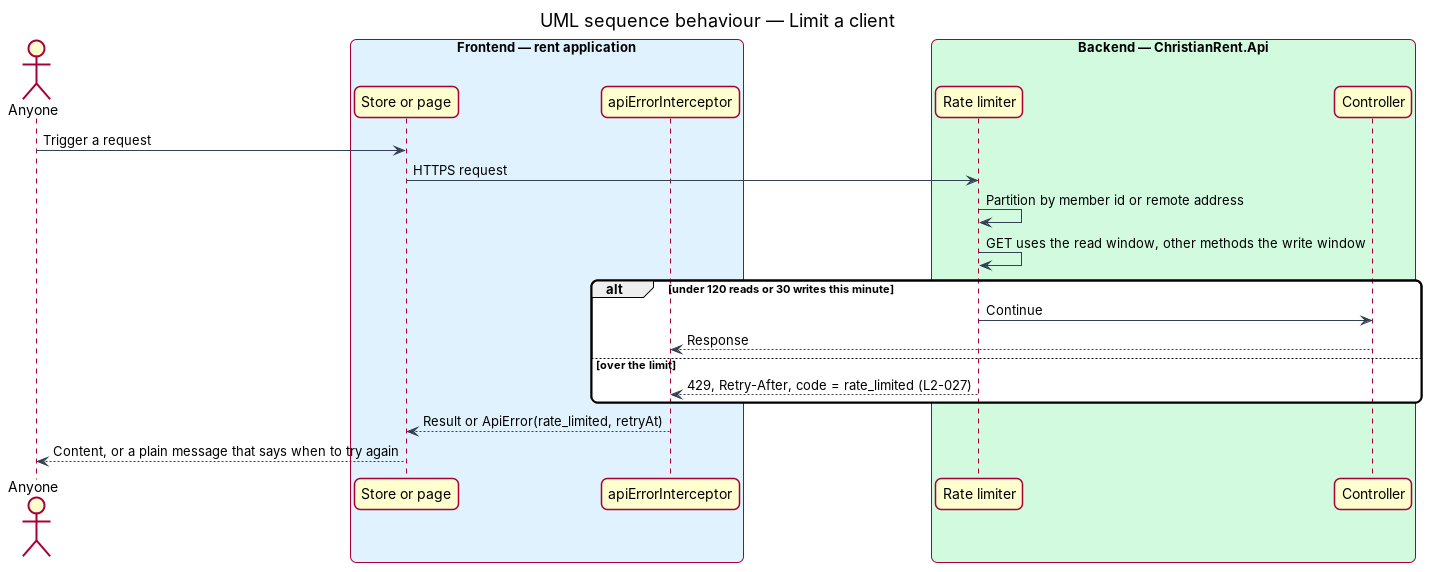 UML sequence behaviour — Limit a client
Frontend — rent application
Backend — ChristianRent.Api
Anyone
Store or page
apiErrorInterceptor
Rate limiter
Controller
Trigger a request
HTTPS request
Partition by member id or remote address
GET uses the read window, other methods the write window
alt
[under 120 reads or 30 writes this minute]
Continue
Response
[over the limit]
429, Retry-After, code = rate_limited (L2-027)
Result or ApiError(rate_limited, retryAt)
Content, or a plain message that says when to try again
Anyone
Store or page
apiErrorInterceptor
Rate limiter
Controller